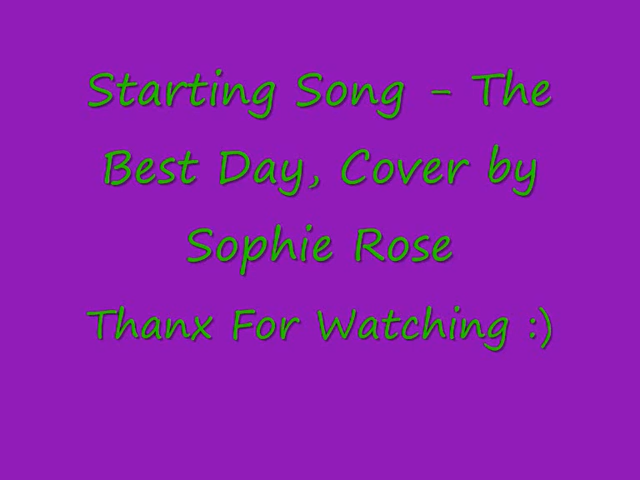 Starting Song - The
Best Day, Cover by
Sophie Rose
Thanx For Watching :)